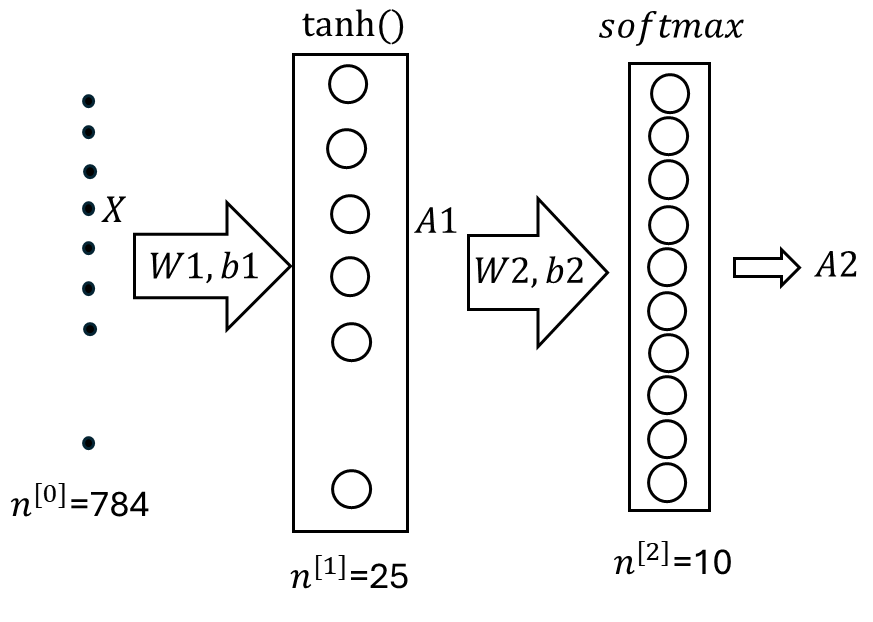 tanh()
softmax
X
W1, b1
A1
W2, b2
A2
n^[0]=784
n^[1]=25
n^[2]=10